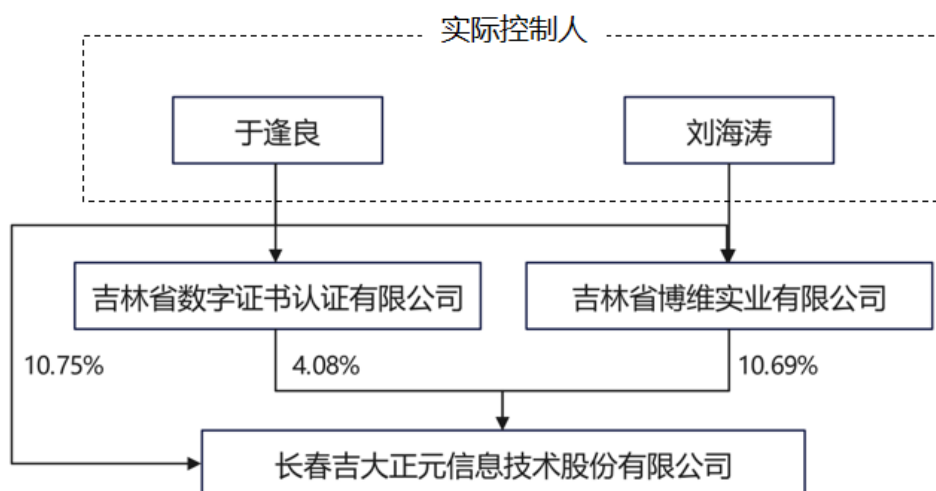 实际控制人
于逢良
刘海涛
吉林省数字证书认证有限公司
吉林省博维实业有限公司
10.75%
4.08%
10.69%
长春吉大正元信息技术股份有限公司